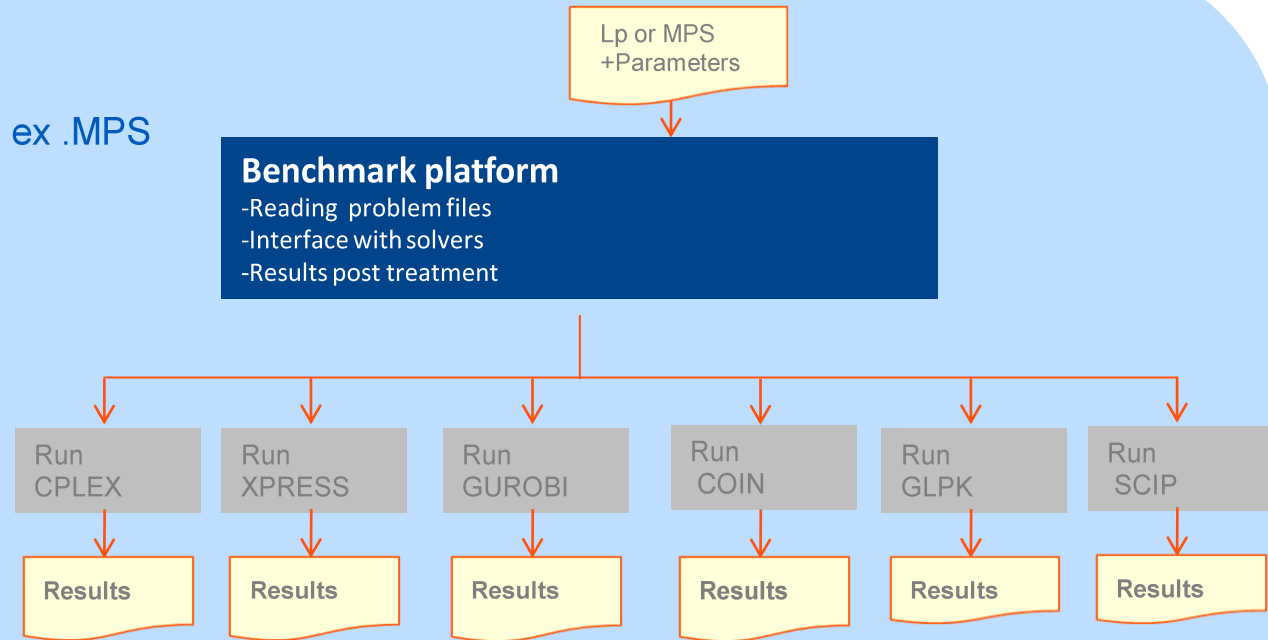 Lp or MPS
+Parameters
ex .MPS
Benchmark platform
-Reading problem files
-Interface with solvers
-Results post treatment
Run
CPLEX
Run
XPRESS
Run
GUROBI
Run
COIN
Run
GLPK
Run
SCIP
Results
Results
Results
Results
Results
Results